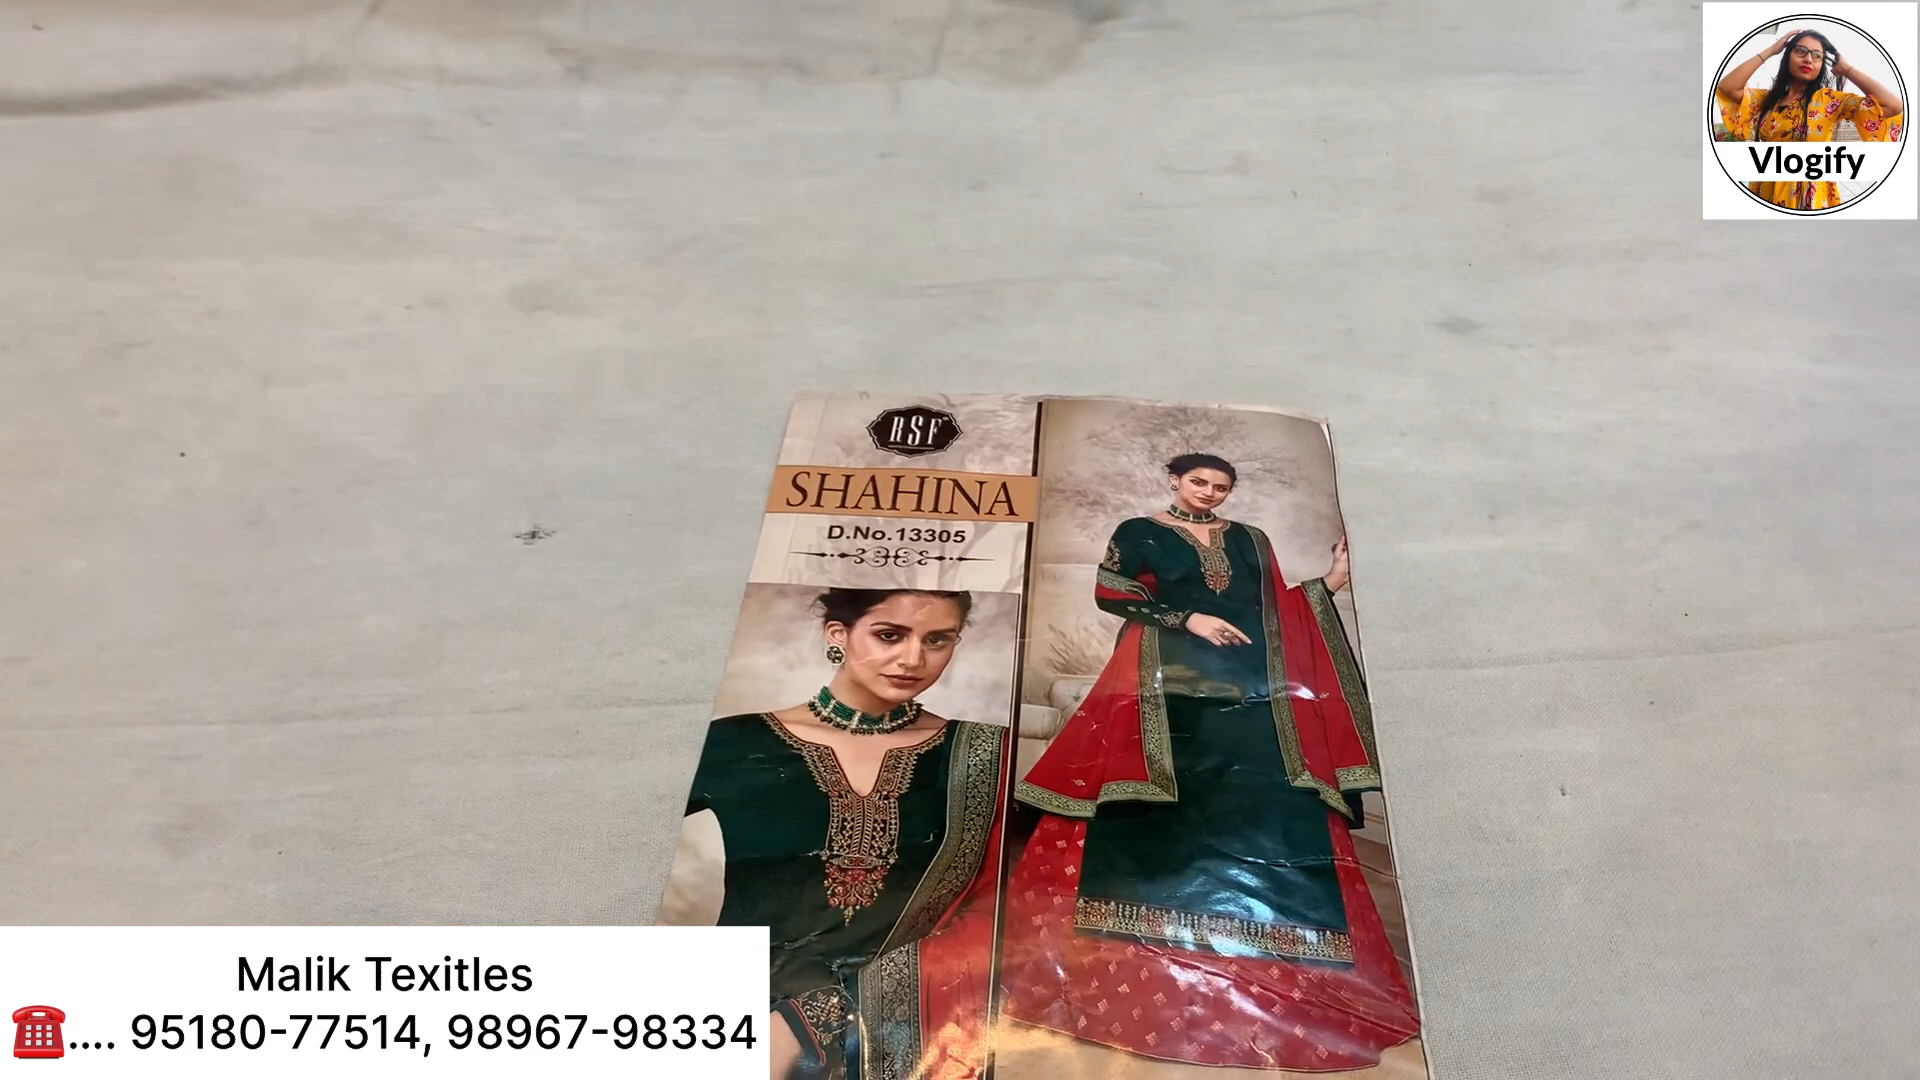 Vlogify
RSF
SHAHINA
D.No.13305
Malik Texitles
☎️.... 95180-77514, 98967-98334